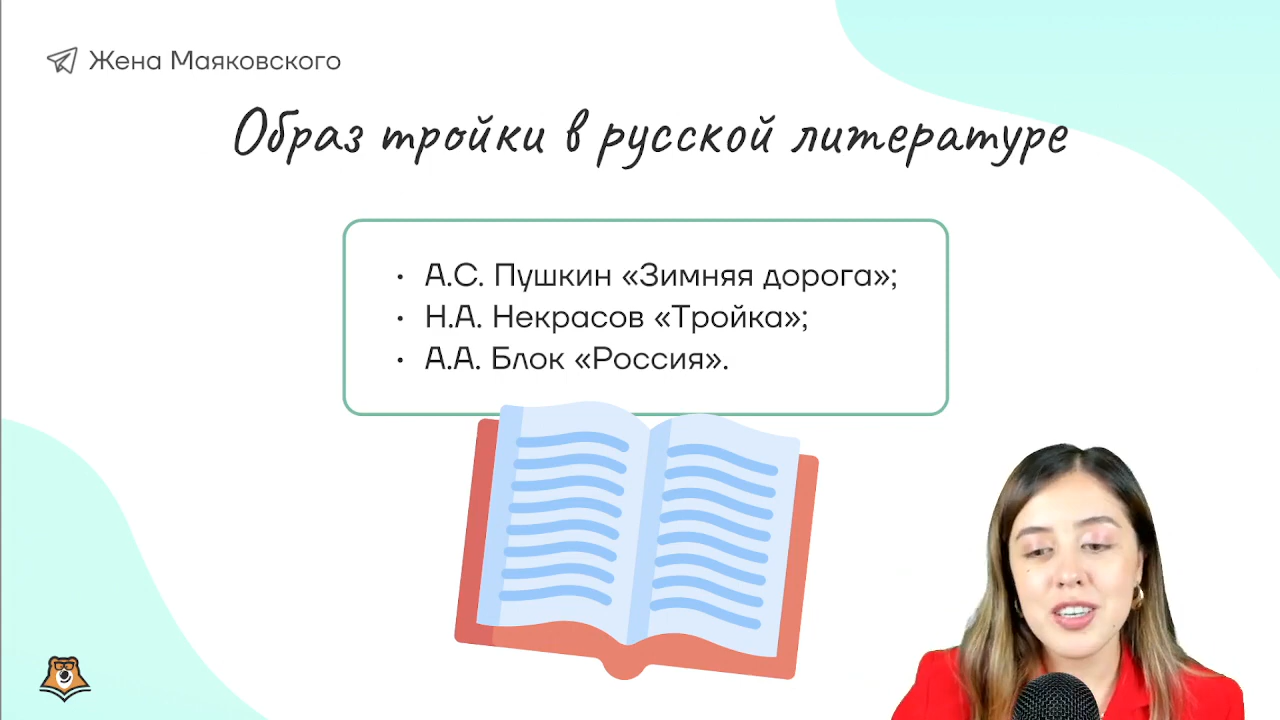 Жена Маяковского
Образ тройки в русской литературе
• А.С. Пушкин «Зимняя дорога»;
• Н.А. Некрасов «Тройка»;
• А.А. Блок «Россия».